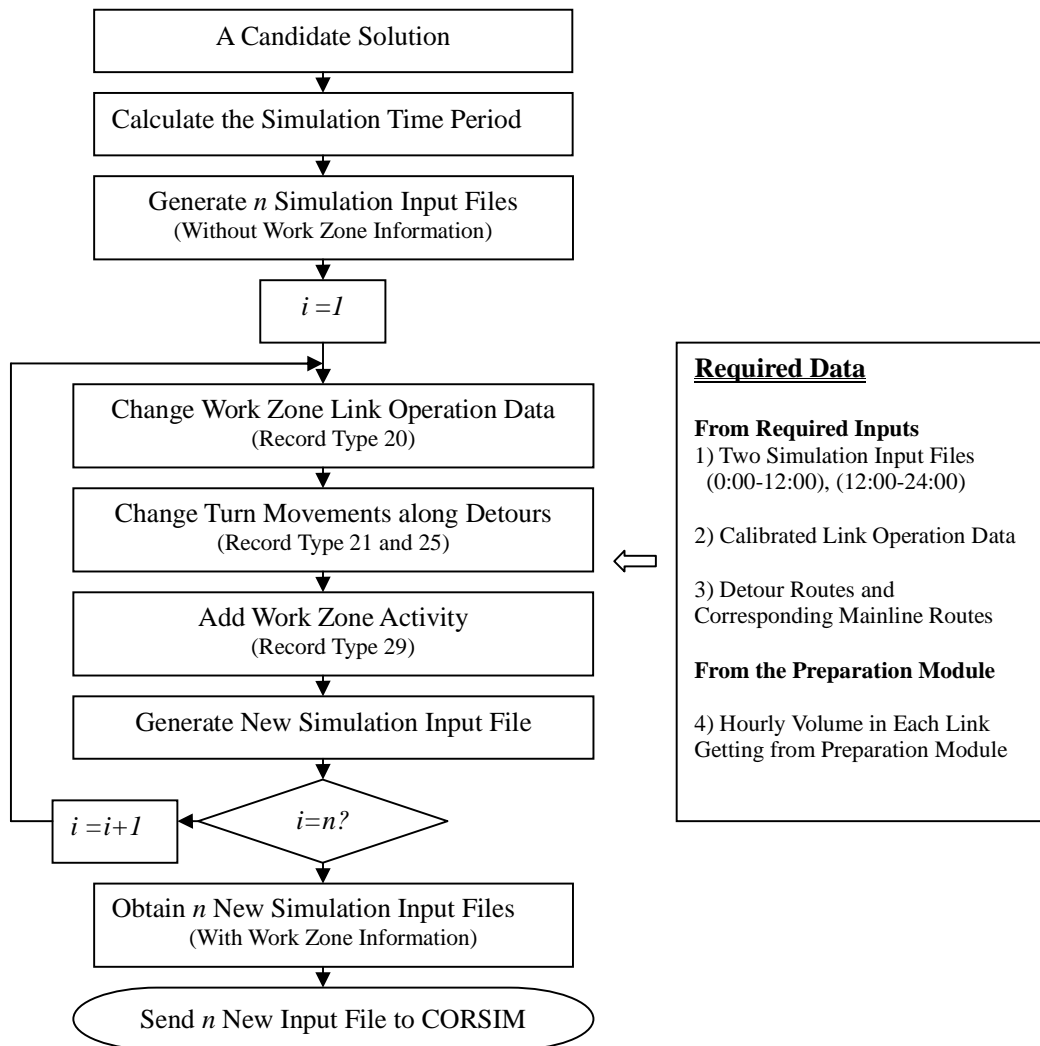 A Candidate Solution
Calculate the Simulation Time Period
Generate n Simulation Input Files
(Without Work Zone Information)
i =1
Change Work Zone Link Operation Data
(Record Type 20)
Change Turn Movements along Detours
(Record Type 21 and 25)
Add Work Zone Activity
(Record Type 29)
Generate New Simulation Input File
i=n?
i =i+1
Obtain n New Simulation Input Files
(With Work Zone Information)
Send n New Input File to CORSIM
Required Data
From Required Inputs
1) Two Simulation Input Files
(0:00-12:00), (12:00-24:00)
2) Calibrated Link Operation Data
3) Detour Routes and
Corresponding Mainline Routes
From the Preparation Module
4) Hourly Volume in Each Link
Getting from Preparation Module